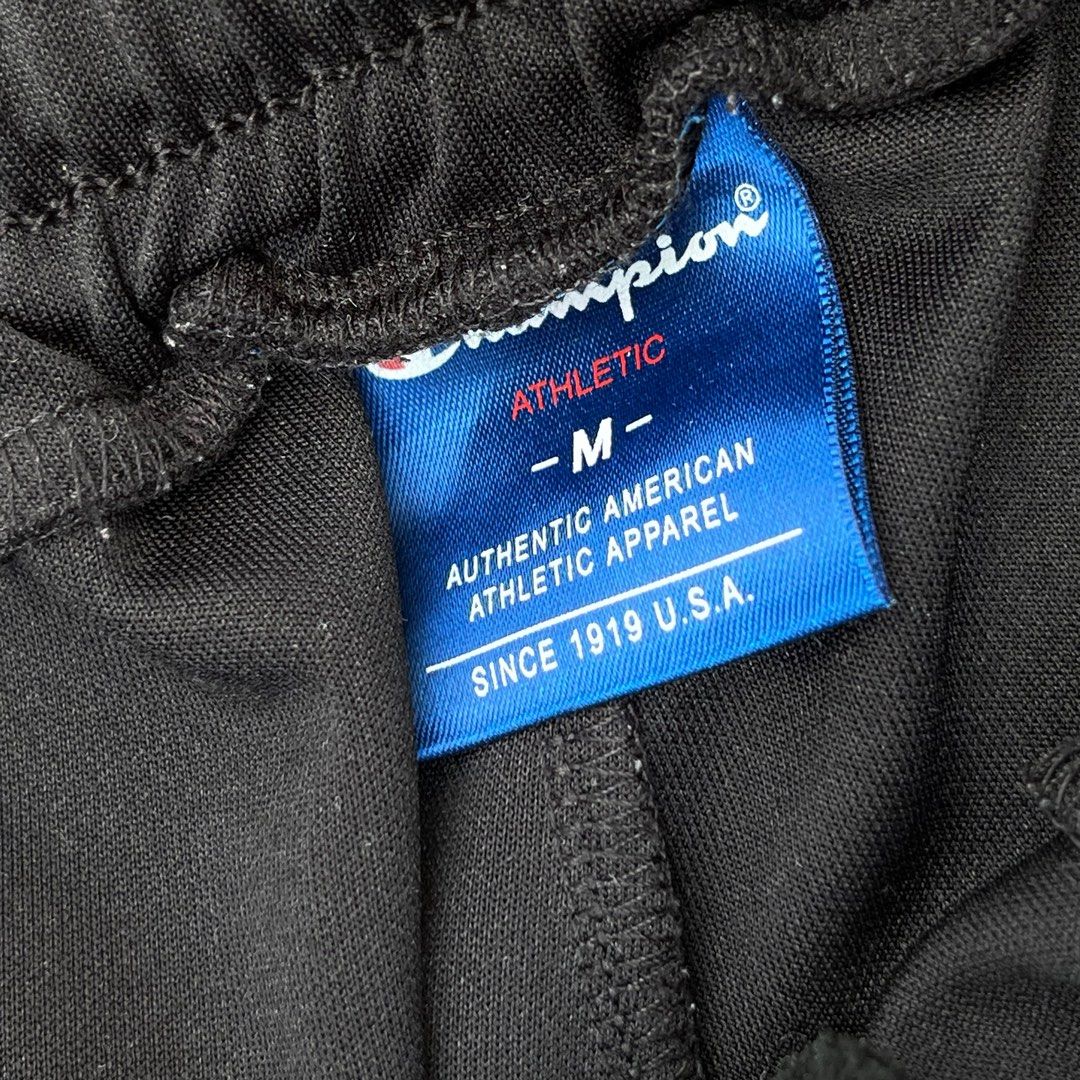 Champion®
ATHLETIC
- M -
AUTHENTIC AMERICAN
ATHLETIC APPAREL
SINCE 1919 U.S.A.